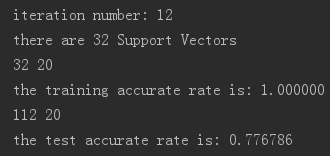 iteration number: 12
there are 32 Support Vectors
32 20
the training accurate rate is: 1.000000
112 20
the test accurate rate is: 0.776786